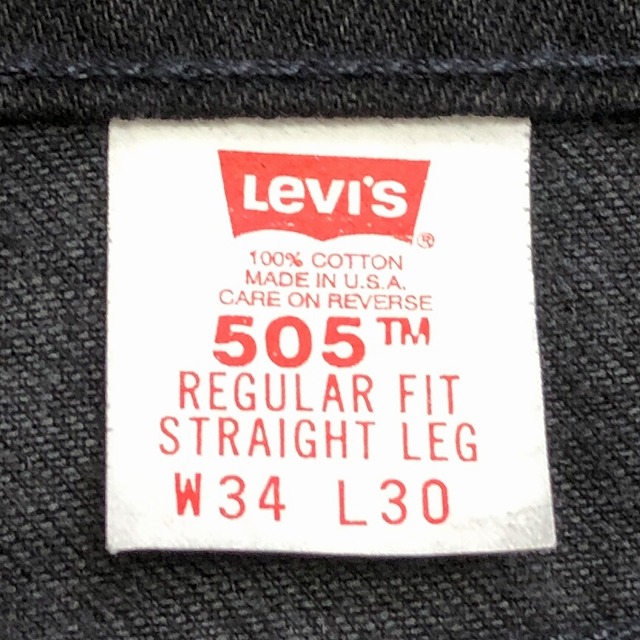 Levi's ®
100% COTTON
MADE IN U.S.A.
CARE ON REVERSE
505™
REGULAR FIT
STRAIGHT LEG
W34 L30